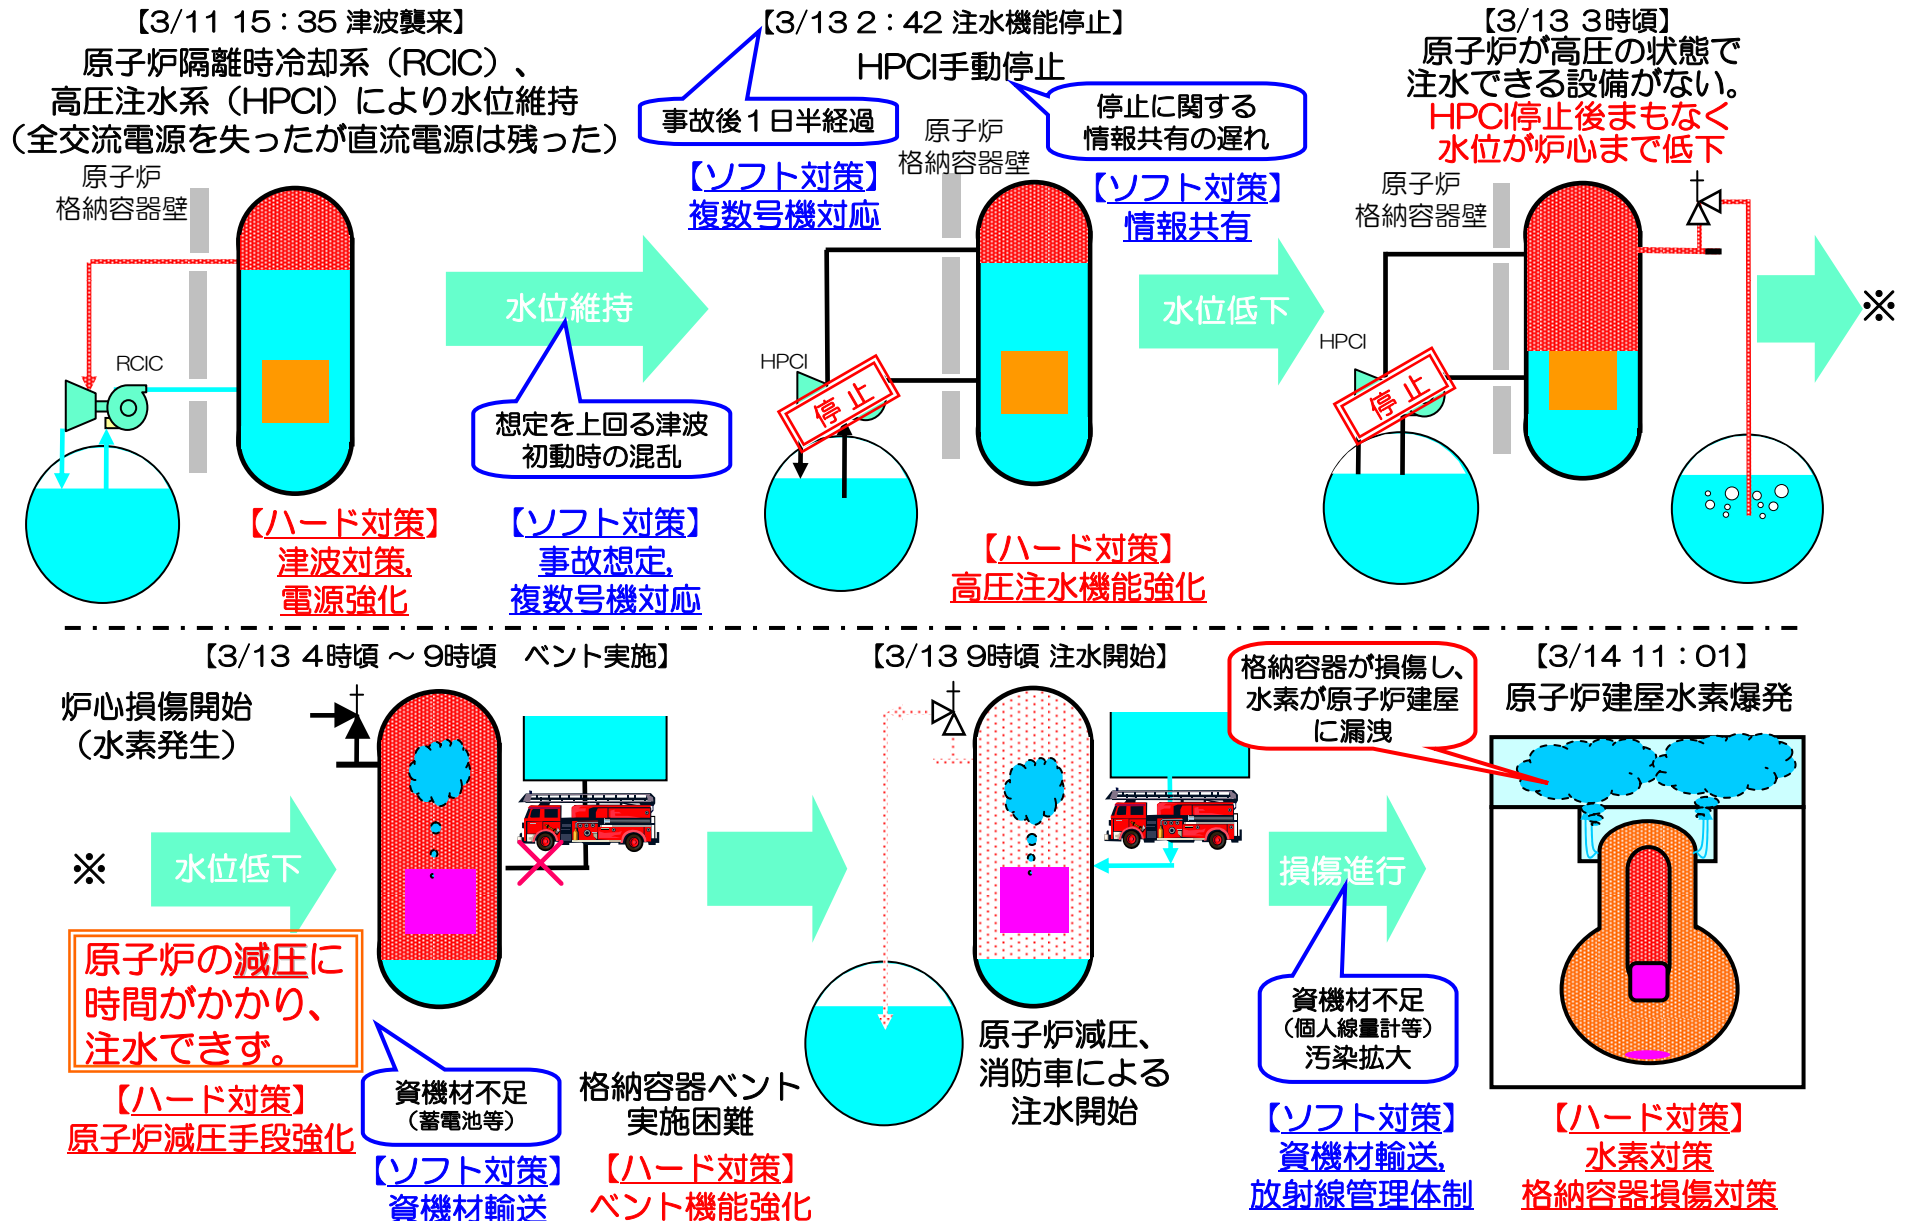 【3/11 15：35 津波襲来】
原子炉隔離時冷却系（RCIC）、
高圧注水系（HPCI）により水位維持
（全交流電源を失ったが直流電源は残った）
原子炉
格納容器壁
RCIC
【ハード対策】
津波対策,
電源強化
水位維持
想定を上回る津波
初動時の混乱
【ソフト対策】
事故想定,
複数号機対応
【3/13 2：42 注水機能停止】
HPCI手動停止
事故後１日半経過
【ソフト対策】
複数号機対応
原子炉
格納容器壁
停止に関する
情報共有の遅れ
【ソフト対策】
情報共有
HPCI
停止
【ハード対策】
高圧注水機能強化
水位低下
【3/13 3時頃】
原子炉が高圧の状態で
注水できる設備がない。
HPCI停止後まもなく
水位が炉心まで低下
原子炉
格納容器壁
HPCI
停止
※
【3/13 4時頃 ～ 9時頃　ベント実施】
炉心損傷開始
（水素発生）
※
水位低下
原子炉の減圧に
時間がかかり、
注水できず。
【ハード対策】
原子炉減圧手段強化
資機材不足
（蓄電池等）
【ソフト対策】
資機材輸送
格納容器ベント
実施困難
【ハード対策】
ベント機能強化
【3/13 9時頃 注水開始】
原子炉減圧、
消防車による
注水開始
損傷進行
資機材不足
（個人線量計等）
汚染拡大
【ソフト対策】
資機材輸送,
放射線管理体制
格納容器が損傷し、
水素が原子炉建屋
に漏洩
【3/14 11：01】
原子炉建屋水素爆発
【ハード対策】
水素対策
格納容器損傷対策